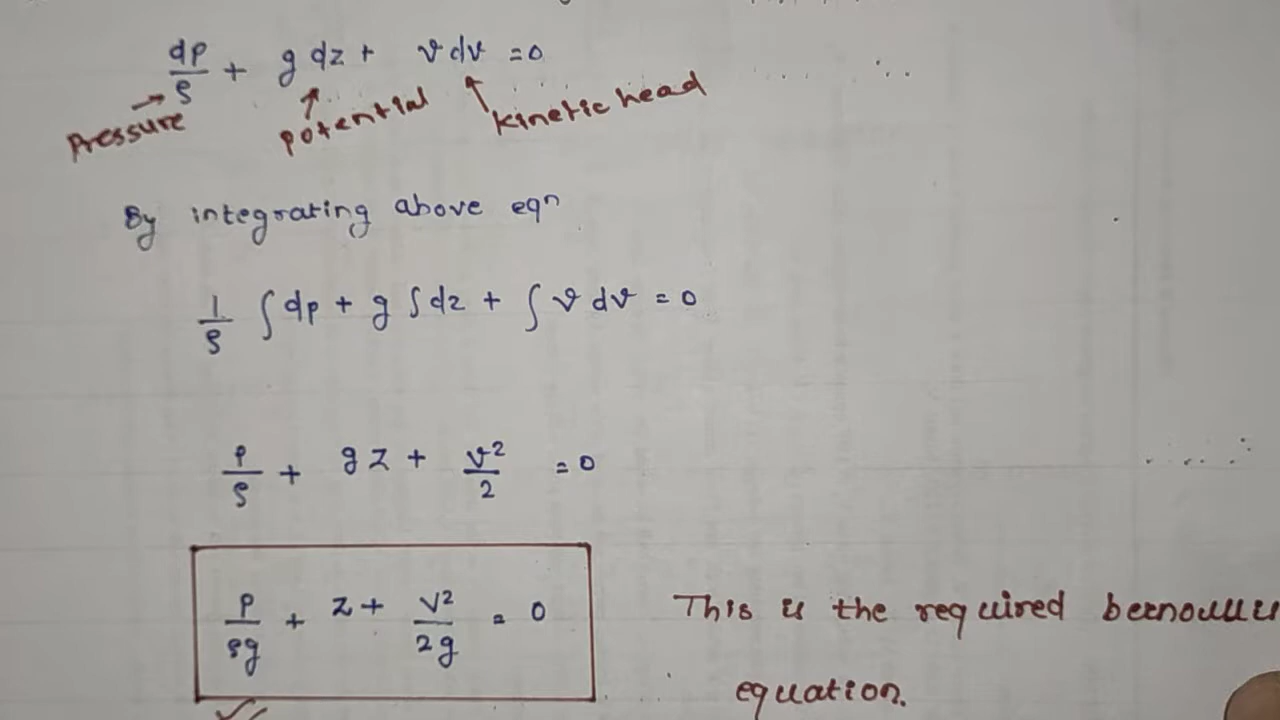 dp/ρ + g dz + v dv = 0
Pressure potential kinetic head
By integrating above eqn
1/ρ ∫ dp + g ∫ dz + ∫ v dv = 0
P/ρ + gz + v²/2 = 0
P/ρg + z + V²/2g = 0
This is the required bernoullis
equation.